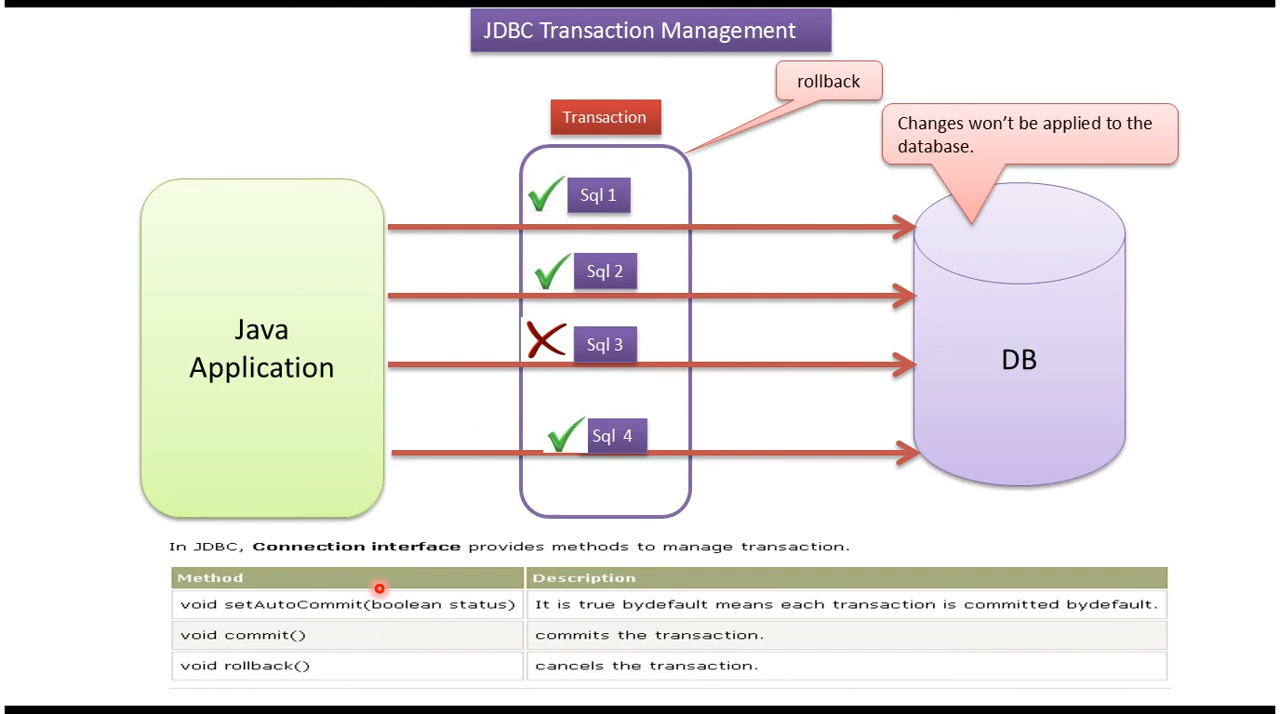 JDBC Transaction Management
rollback
Transaction
Changes won't be applied to the
database.
Sql 1
Sql 2
Sql 3
Sql 4
Java
Application
DB
In JDBC, Connection interface provides methods to manage transaction.
Method Description
void setAutoCommit(boolean status) It is true bydefault means each transaction is committed bydefault.
void commit() commits the transaction.
void rollback() cancels the transaction.